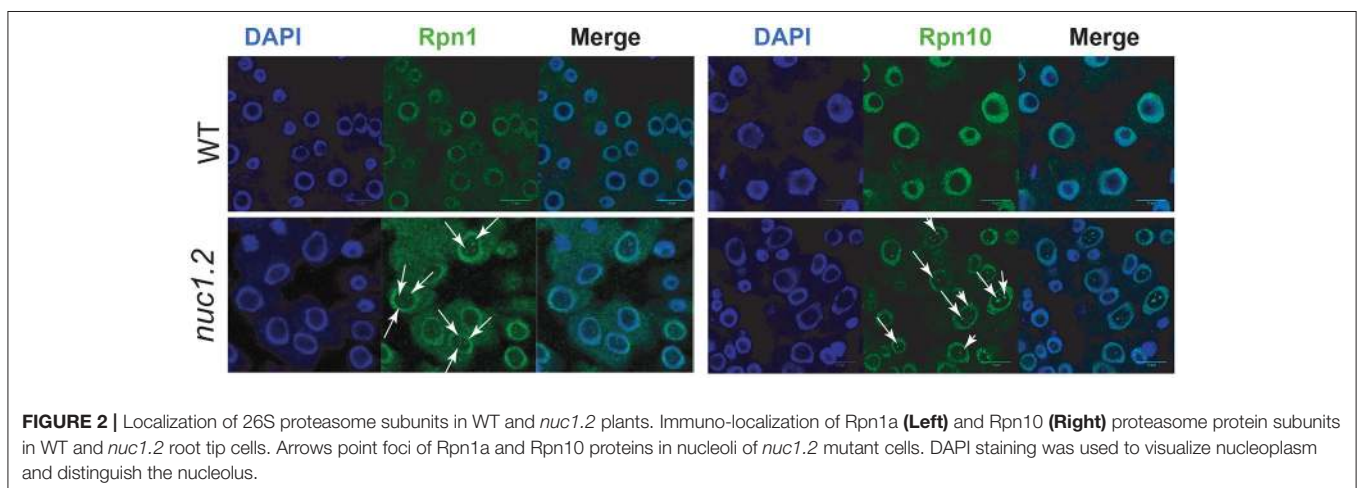 DAPI Rpn1 Merge DAPI Rpn10 Merge
WT
nuc1.2
FIGURE 2 | Localization of 26S proteasome subunits in WT and nuc1.2 plants. Immuno-localization of Rpn1a (Left) and Rpn10 (Right) proteasome protein subunits
in WT and nuc1.2 root tip cells. Arrows point foci of Rpn1a and Rpn10 proteins in nucleoli of nuc1.2 mutant cells. DAPI staining was used to visualize nucleoplasm
and distinguish the nucleolus.